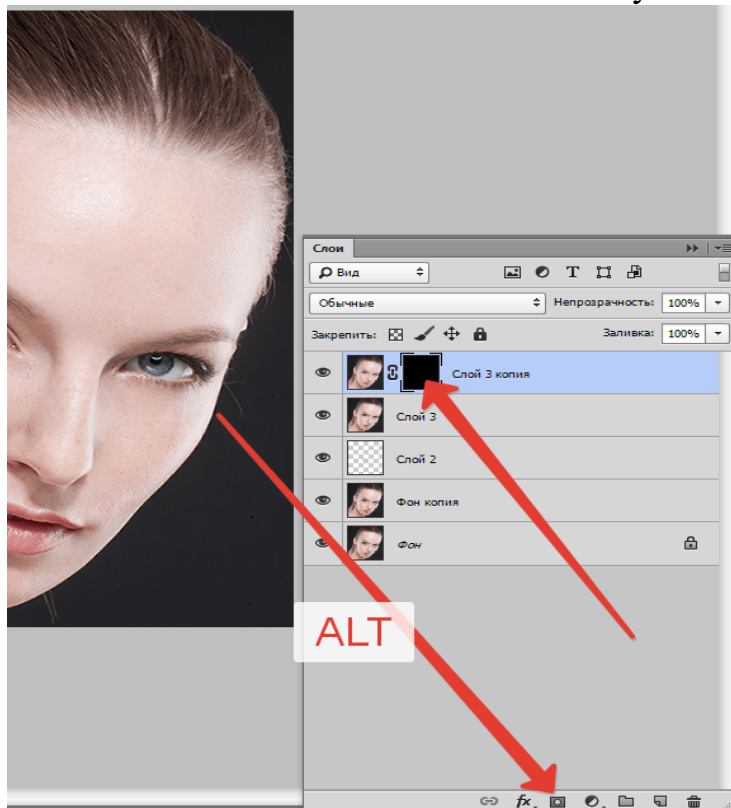 Слои
Вид
Обычные Непрозрачность: 100%
Закрепить: Заливка: 100%
Слой 3 копия
Слой 3
Слой 2
Фон копия
Фон
ALT
fx